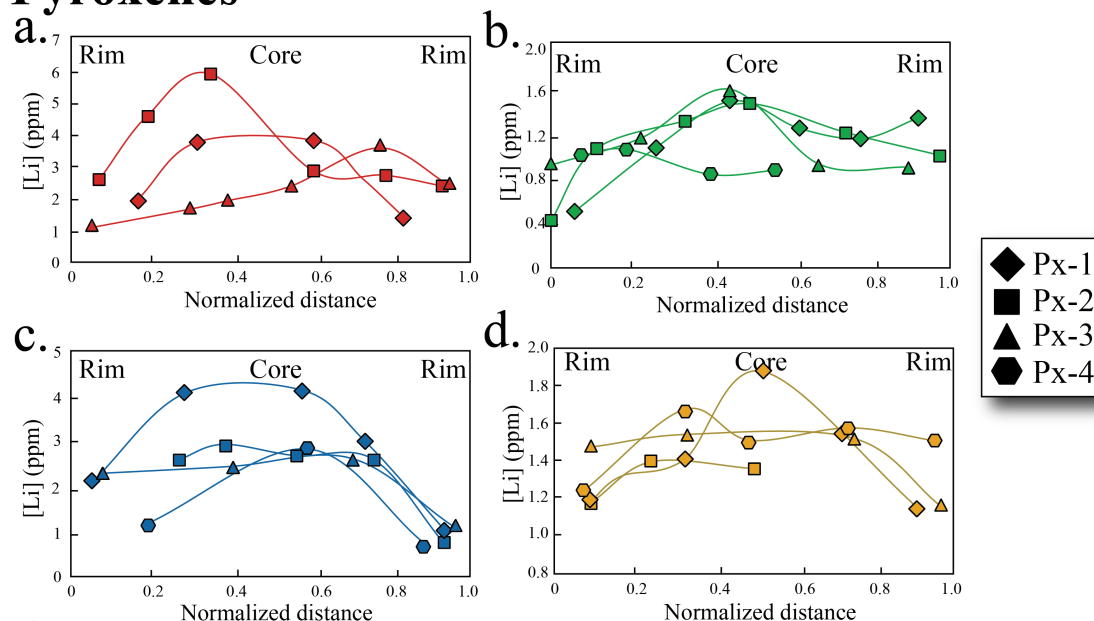 Pyroxenes
a.
Rim Core Rim
[Li] (ppm)
7
6
5
4
3
2
1
0
0 0.2 0.4 0.6 0.8 1.0
Normalized distance
b.
Rim Core Rim
[Li] (ppm)
2.0
1.6
1.2
0.8
0.4
0
0 0.2 0.4 0.6 0.8 1.0
Normalized distance
c.
Rim Core Rim
[Li] (ppm)
5
4
3
2
1
0
0 0.2 0.4 0.6 0.8 1.0
Normalized distance
d.
Rim Core Rim
[Li] (ppm)
2.0
1.8
1.6
1.4
1.2
1.0
0.8
0 0.2 0.4 0.6 0.8 1.0
Normalized distance
Px-1
Px-2
Px-3
Px-4